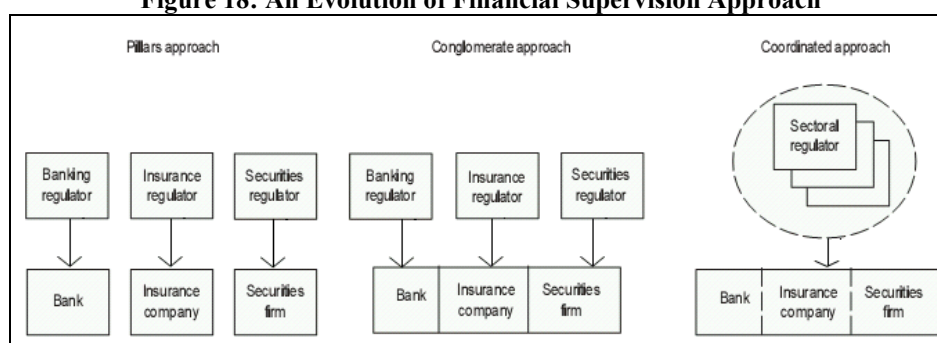 Figure 18: An Evolution of Financial Supervision Approach
Pillars approach
Conglomerate approach
Coordinated approach
Sectoral
regulator
Banking
regulator
Insurance
regulator
Securities
regulator
Banking
regulator
Insurance
regulator
Securities
regulator
Bank
Insurance
company
Securities
firm
Bank
Insurance
company
Securities
firm
Bank
Insurance
company
Securities
firm